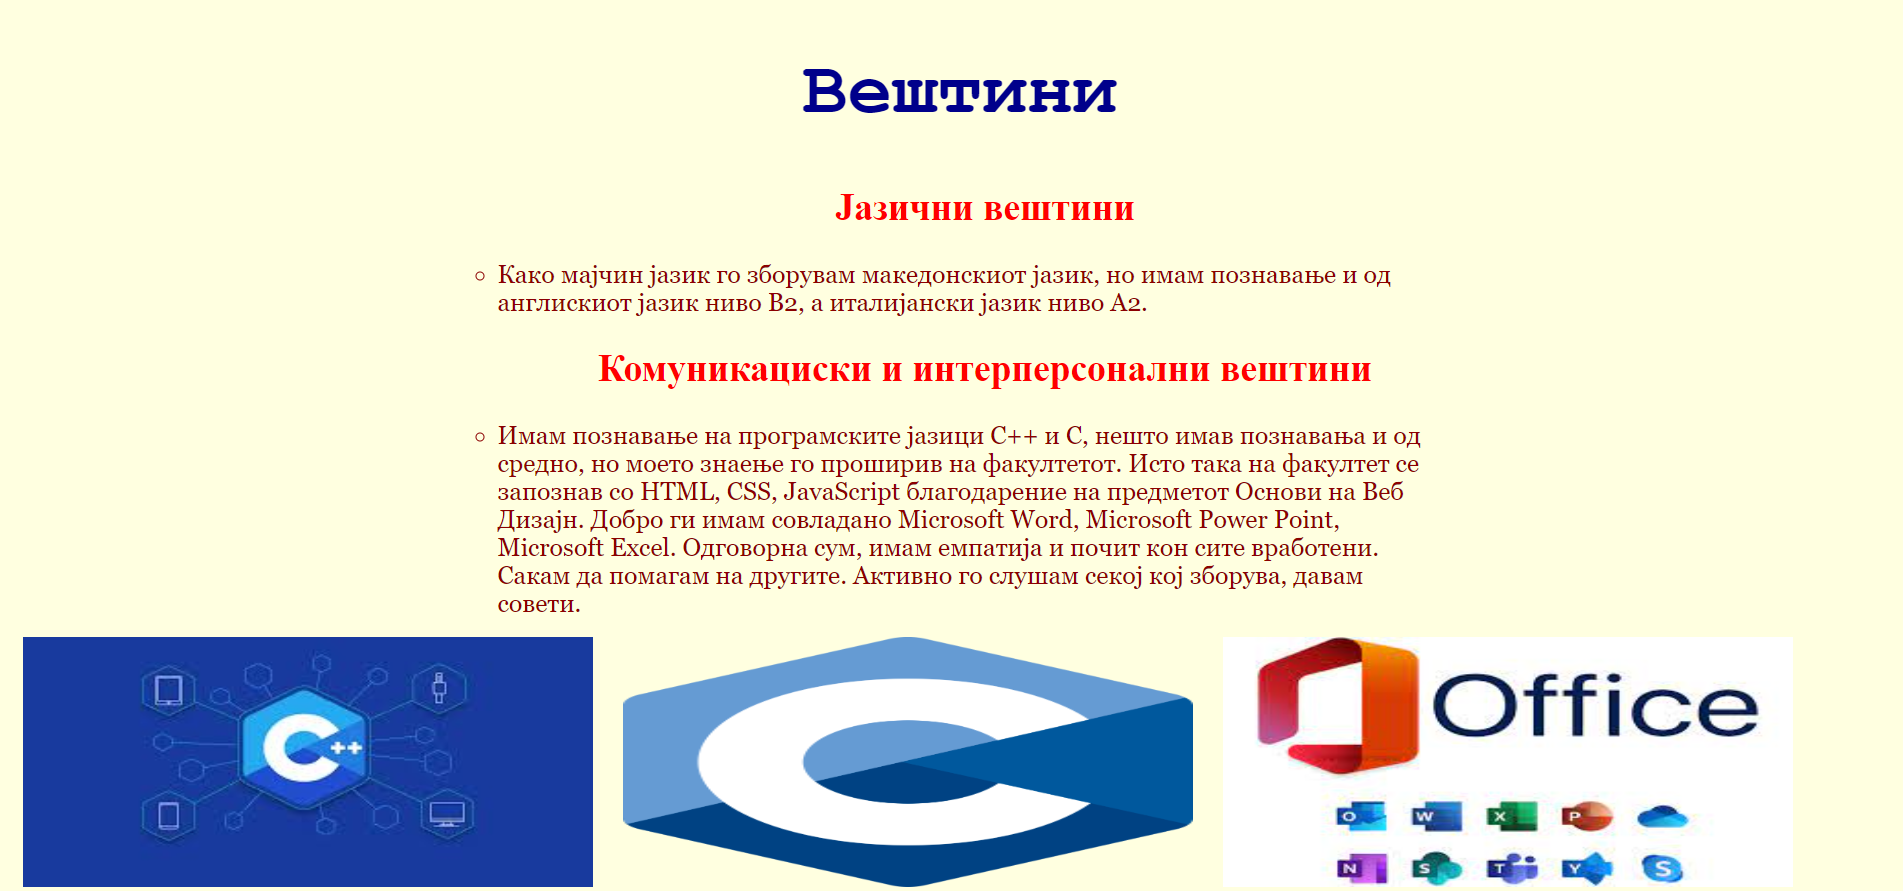 Вештини
Јазични вештини
Како мајчин јазик го зборувам македонскиот јазик, но имам познавање и од
англискиот јазик ниво B2, а италијански јазик ниво A2.
Комуникациски и интерперсонални вештини
Имам познавање на програмските јазици C++ и C, нешто имав познавања и од
средно, но моето знаење го проширив на факултетот. Исто така на факултет се
запознав со HTML, CSS, JavaScript благодарение на предметот Основи на Веб
Дизајн. Добро ги имам совладано Microsoft Word, Microsoft Power Point,
Microsoft Excel. Одговорна сум, имам емпатија и почит кон сите вработени.
Сакам да помагам на другите. Активно го слушам секој кој зборува, давам
совети.
C++
C
Office
O W X P
N S T Y S